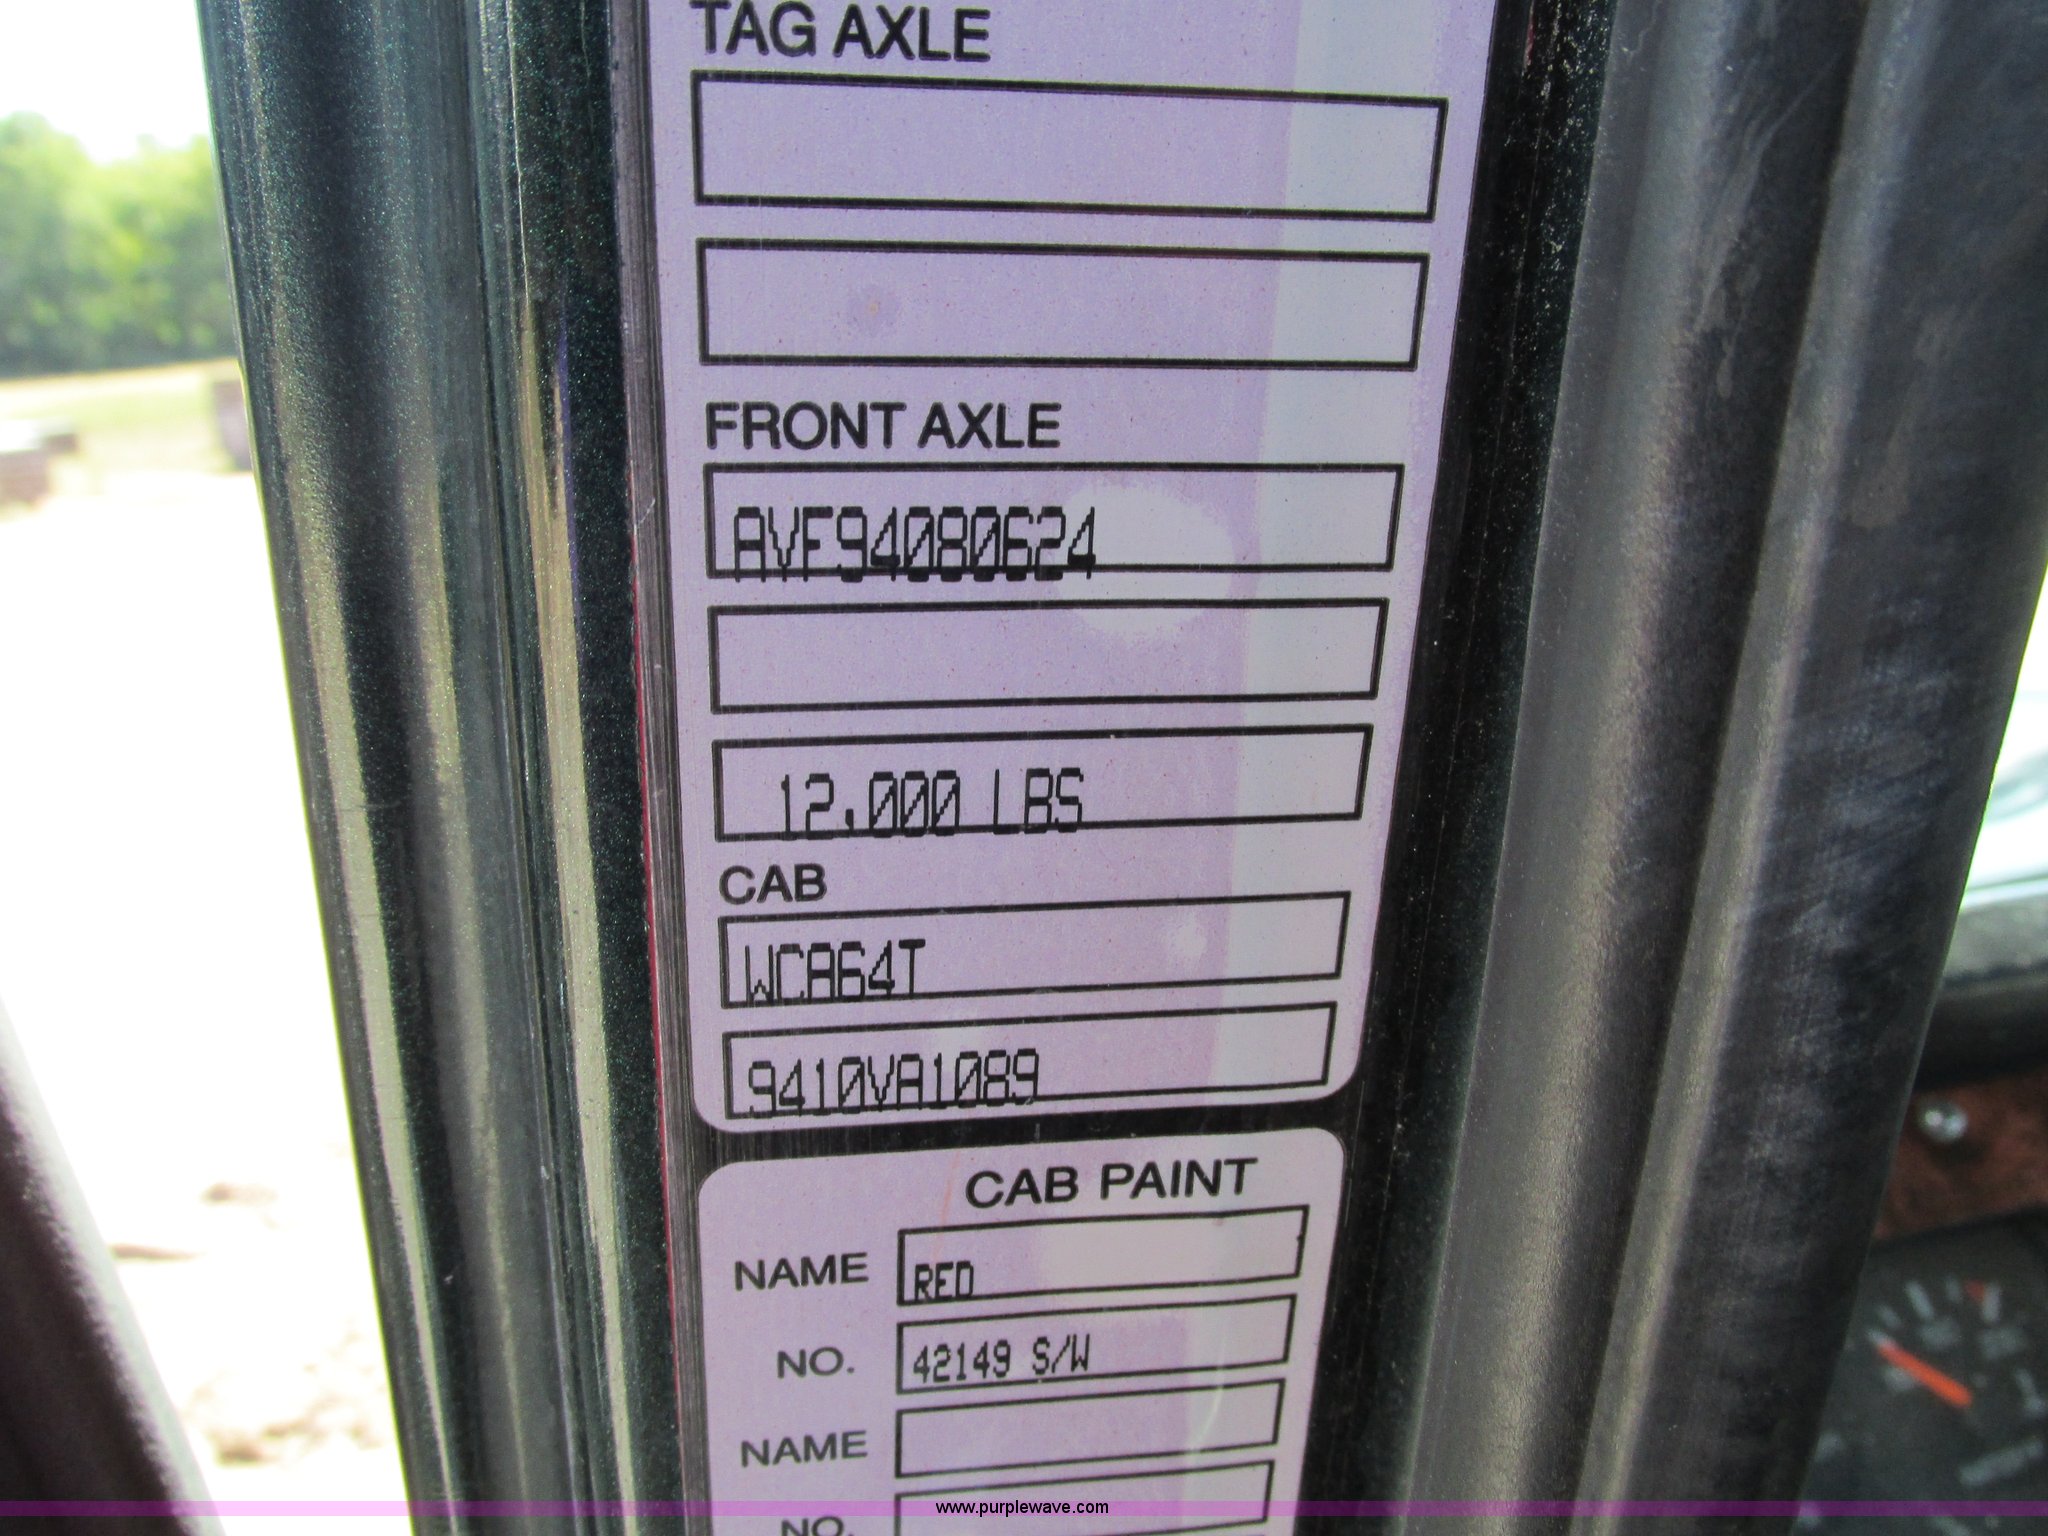 TAG AXLE
FRONT AXLE
AVF94080624
12,000 LBS
CAB
WCA64T
9410VA1089
CAB PAINT
NAME RED
NO. 42149 S/W
NAME
NO.
www.purplewave.com